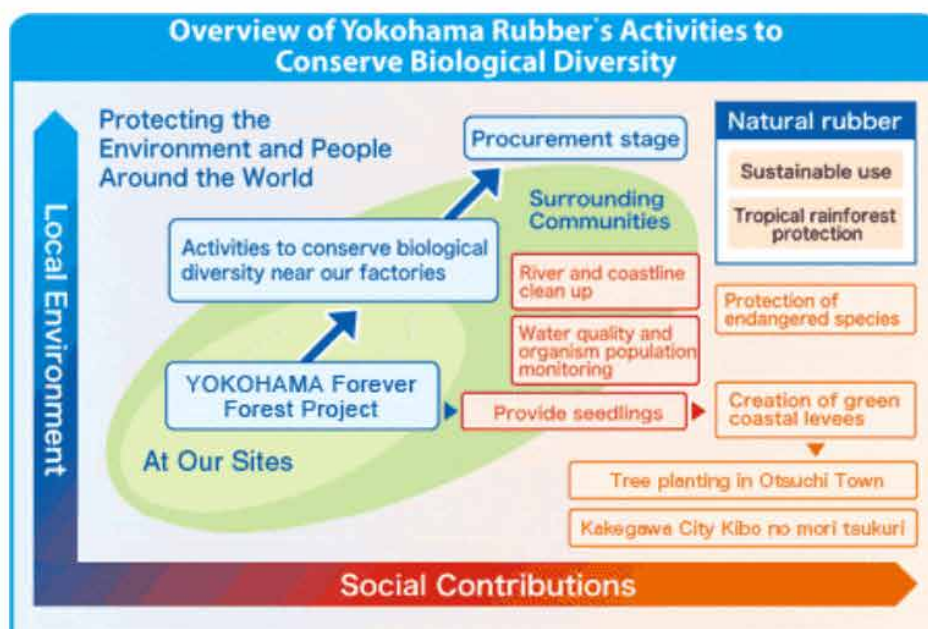 Overview of Yokohama Rubber's Activities to
Conserve Biological Diversity
Local Environment
Protecting the
Environment and People
Around the World
Procurement stage
Natural rubber
Sustainable use
Tropical rainforest
protection
Surrounding
Communities
Activities to conserve biological
diversity near our factories
River and coastline
clean up
Protection of
endangered species
Water quality and
organism population
monitoring
YOKOHAMA Forever
Forest Project
Provide seedlings
Creation of green
coastal levees
At Our Sites
Tree planting in Otsuchi Town
Kakegawa City Kibo no mori tsukuri
Social Contributions